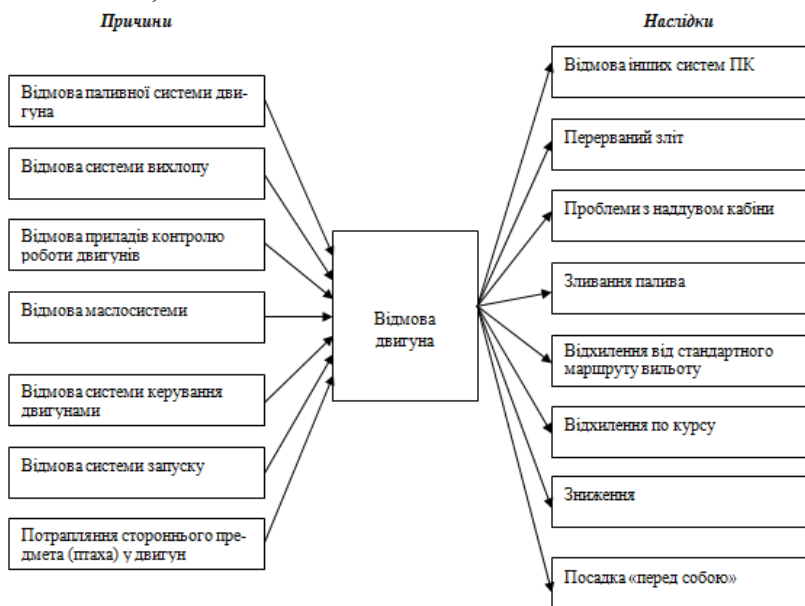 Причини
Наслідки
Відмова паливної системи дви-
гуна
Відмова системи вихлопу
Відмова приладів контролю
роботи двигунів
Відмова маслосистеми
Відмова системи керування
двигунами
Відмова системи запуску
Потрапляння стороннього пре-
дмета (птаха) у двигун
Відмова
двигуна
Відмова інших систем ПК
Перерваний зліт
Проблеми з наддувом кабіни
Зливання палива
Відхилення від стандартного
маршруту вильоту
Відхилення по курсу
Зниження
Посадка «перед собою»